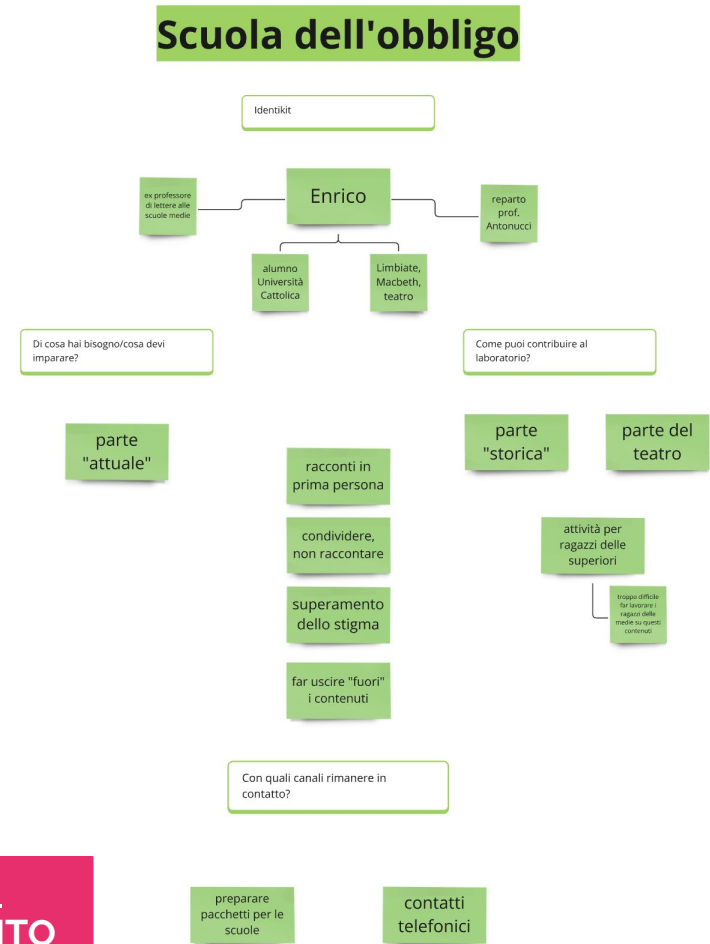 Scuola dell'obbligo
Identikit
Enrico
ex professore
di lettere alle
scuole medie
reparto
prof.
Antonucci
alumno
Università
Cattolica
Limbiate,
Macbeth,
teatro
Di cosa hai bisogno/cosa devi
imparare?
Come puoi contribuire al
laboratorio?
parte
"attuale"
parte
"storica"
parte del
teatro
racconti in
prima persona
condividere,
non raccontare
superamento
dello stigma
far uscire "fuori"
i contenuti
attività per
ragazzi delle
superiori
troppo difficile
far lavorare i
ragazzi delle
medie su questi
contenuti
Con quali canali rimanere in
contatto?
preparare
pacchetti per le
scuole
contatti
telefonici